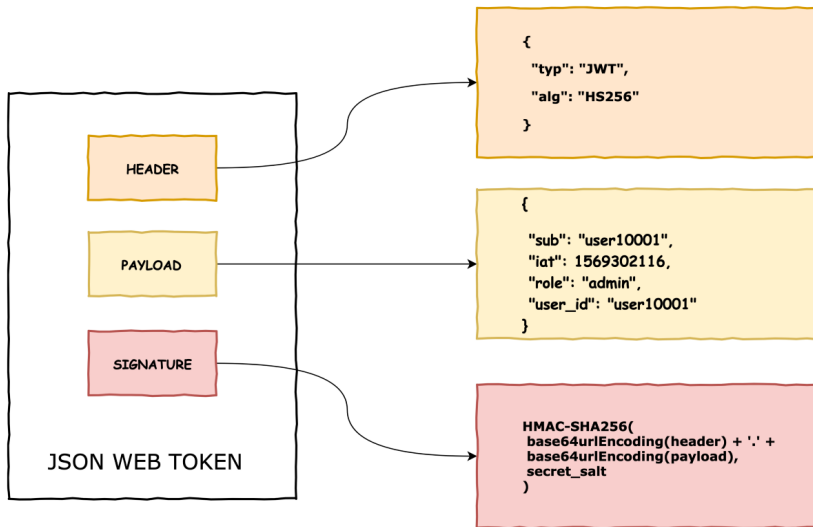 HEADER
PAYLOAD
SIGNATURE
JSON WEB TOKEN
{
"typ": "JWT",
"alg": "HS256"
}
{
"sub": "user10001",
"iat": 1569302116,
"role": "admin",
"user_id": "user10001"
}
HMAC-SHA256(
base64urlEncoding(header) + '.' +
base64urlEncoding(payload),
secret_salt
)